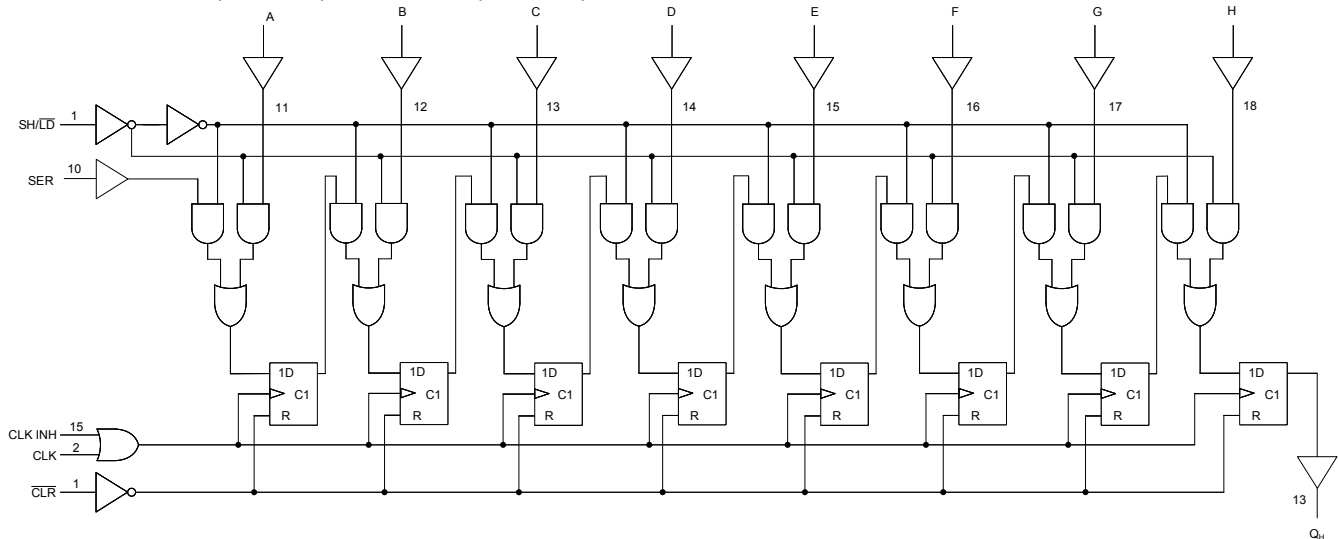 A B C D E F G H
11 12 13 14 15 16 17 18
SH/LD 1
SER 10
1D 1D 1D 1D 1D 1D 1D 1D
C1 C1 C1 C1 C1 C1 C1 C1
R R R R R R R R
CLK INH 15
CLK 2
CLR 1
13
QH